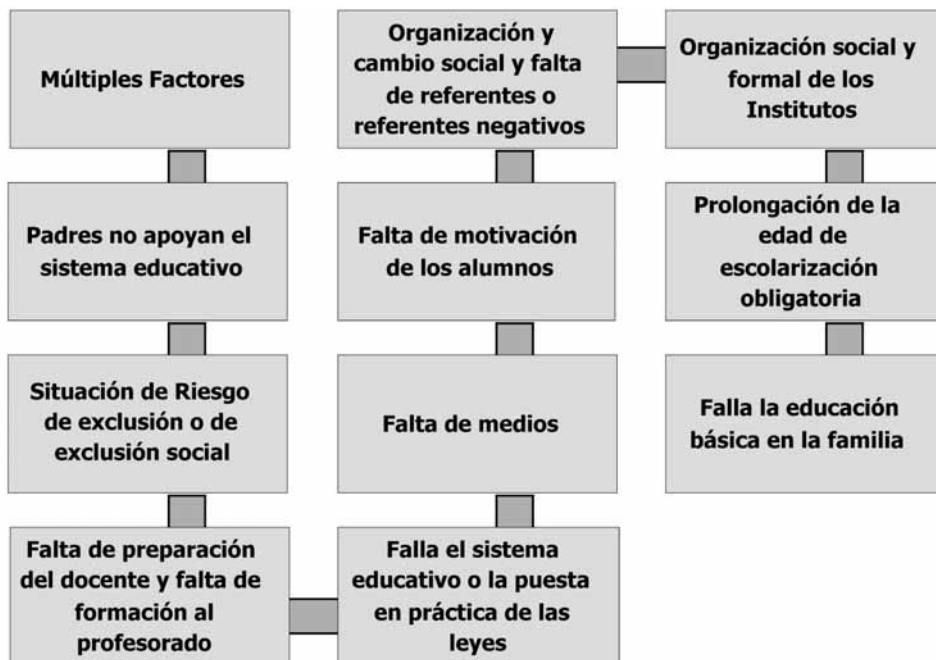 Múltiples Factores
Padres no apoyan el
sistema educativo
Situación de Riesgo
de exclusión o de
exclusión social
Falta de preparación
del docente y falta de
formación al
profesorado
Falla el sistema
educativo o la puesta
en práctica de las
leyes
Falta de medios
Falta de motivación
de los alumnos
Organización y
cambio social y falta
de referentes o
referentes negativos
Organización social y
formal de los
Institutos
Prolongación de la
edad de
escolarización
obligatoria
Falla la educación
básica en la familia